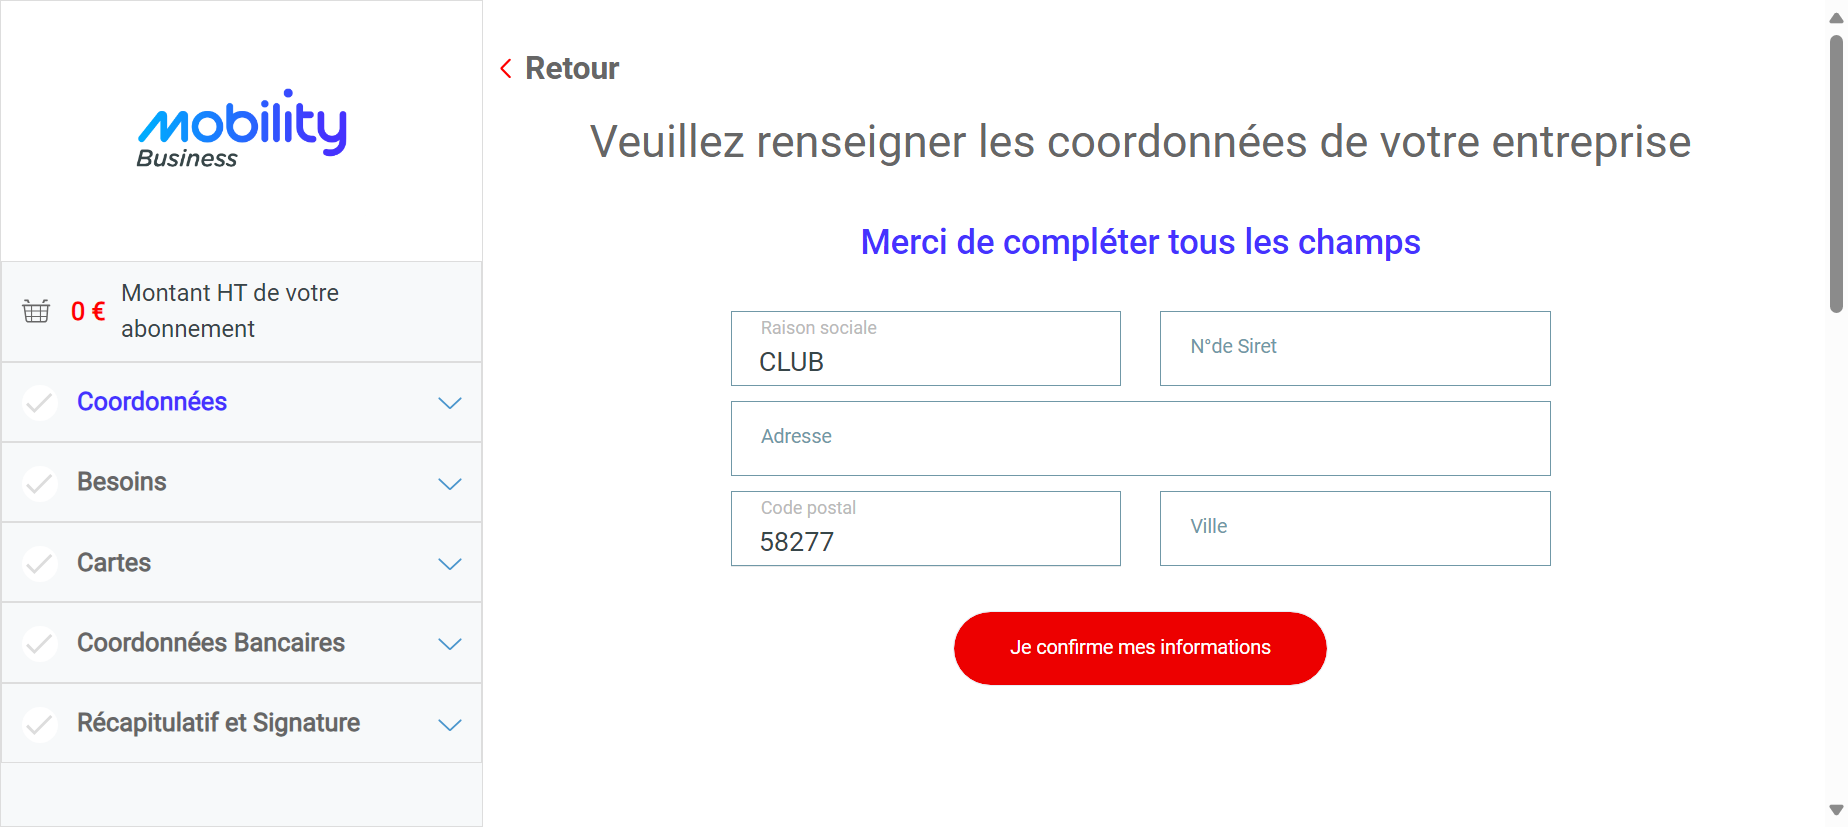 mobility
Business
0 €
Montant HT de votre
abonnement
Coordonnées
Besoins
Cartes
Coordonnées Bancaires
Récapitulatif et Signature
Retour
Veuillez renseigner les coordonnées de votre entreprise
Merci de compléter tous les champs
Raison sociale
CLUB
N°de Siret
Adresse
Code postal
58277
Ville
Je confirme mes informations